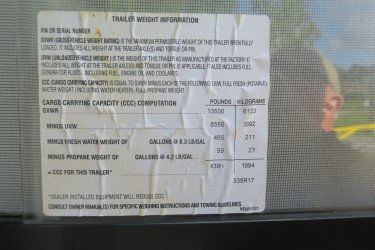 TRAILER WEIGHT INFORMATION
VIN OR SERIAL NUMBER
GVWR (GROSS VEHICLE WEIGHT RATING) IS THE MAXIMUM PERMISSIBLE WEIGHT OF THIS TRAILER WHEN FULLY
LOADED. IT INCLUDES ALL WEIGHT AT THE TRAILER AXLE(S) AND TONGUE OR PIN.
UVW (UNLOADED VEHICLE WEIGHT) IS THE WEIGHT OF THIS TRAILER AS MANUFACTURED AT THE FACTORY. IT
INCLUDES ALL WEIGHT AT THE TRAILER AXLE(S) AND TONGUE OR PIN. IF APPLICABLE IT ALSO INCLUDES FULL
GENERATOR FLUIDS, INCLUDING FUEL, ENGINE OIL, AND COOLANTS.
CCC (CARGO CARRYING CAPACITY) IS EQUAL TO GVWR MINUS EACH OF THE FOLLOWING: UVW, FULL FRESH (POTABLE)
WATER WEIGHT (INCLUDING WATER HEATER), FULL PROPANE WEIGHT.
CARGO CARRYING CAPACITY (CCC) COMPUTATION POUNDS KILOGRAMS
GVWR 13500 6123
MINUS UVW 8580 3892
MINUS FRESH WATER WEIGHT OF GALLONS @ 8.3 LB/GAL 465 211
MINUS PROPANE WEIGHT OF GALLONS @ 4.2 LB/GAL 59 27
= CCC FOR THIS TRAILER* 4396 1994
335R17
*DEALER INSTALLED EQUIPMENT WILL REDUCE CCC
CONSULT OWNER MANUAL(S) FOR SPECIFIC WEIGHING INSTRUCTIONS AND TOWING GUIDELINES.